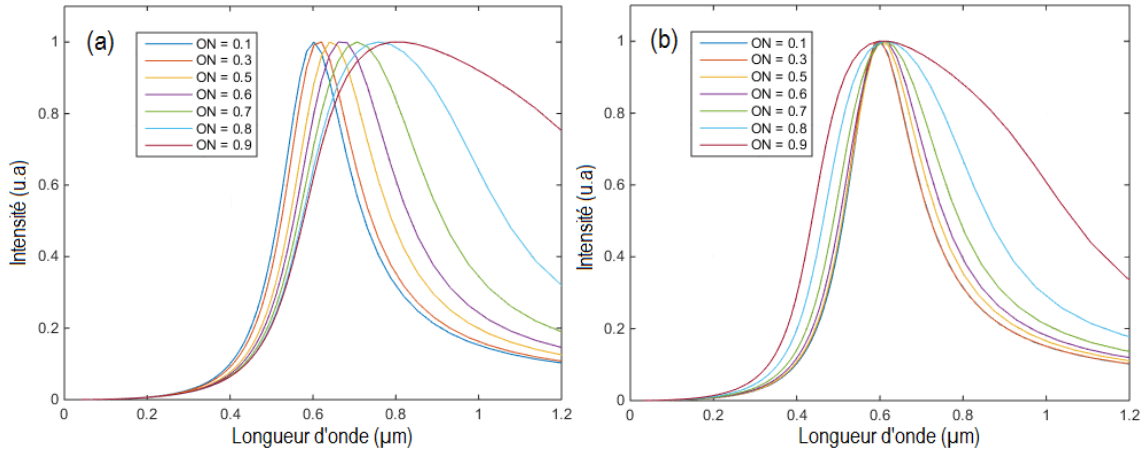 (a)
ON = 0.1
ON = 0.3
ON = 0.5
ON = 0.6
ON = 0.7
ON = 0.8
ON = 0.9
Intensité (u.a)
1
0.8
0.6
0.4
0.2
0
0 0.2 0.4 0.6 0.8 1 1.2
Longueur d'onde (µm)
(b)
ON = 0.1
ON = 0.3
ON = 0.5
ON = 0.6
ON = 0.7
ON = 0.8
ON = 0.9
Intensité (u.a)
1
0.8
0.6
0.4
0.2
0
0.2 0.4 0.6 0.8 1 1.2
Longueur d'onde (µm)